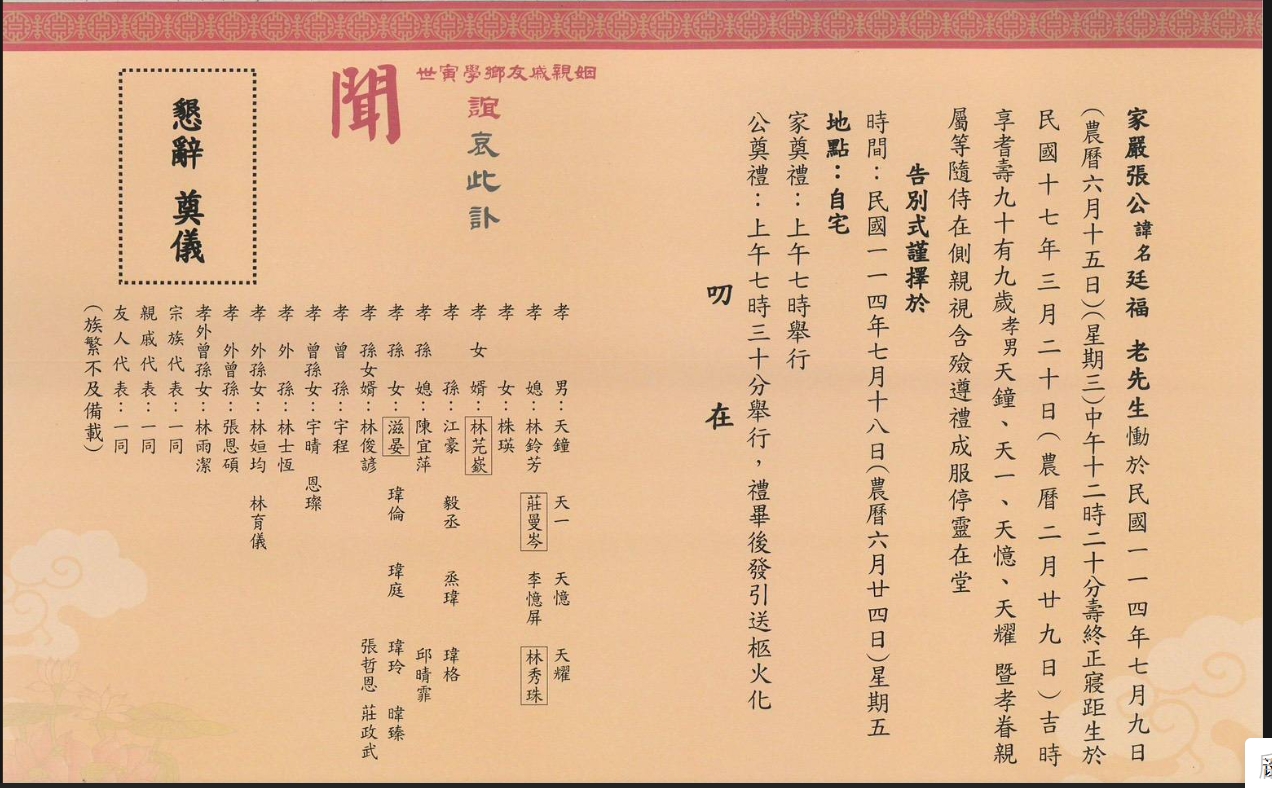 家嚴張公諱名廷福 老先生慟於民國一一四年七月九日
(農曆六月十五日)(星期三)中午十二時二十分壽終正寢距生於
民國十七年三月二十日(農曆二月廿九日)吉時
享耆壽九十有九歲孝男天鐘、天一、天憶、天耀 暨孝眷親
屬等隨侍在側親視含殮遵禮成服停靈在堂
告別式謹擇於
時間：民國一一四年七月十八日(農曆六月廿四日)星期五
地點：自宅
家奠禮：上午七時舉行
公奠禮：上午七時三十分舉行，禮畢後發引送柩火化
叨 在
姻親戚友鄉學寅世
誼哀此訃
聞
孝男：天鐘 天一 天憶 天耀
孝媳：林鈴芳 莊曼岑 李憶屏 林秀珠
孝女：株瑛
孝女婿：林芫嶔
孝孫：江豪 毅丞 烝瑋 瑋格
孝孫媳：陳宜萍 邱晴霏
孝孫女：滋晏 瑋倫 瑋庭 瑋玲 暐臻
孝孫女婿：林俊諺 張哲恩 莊政武
孝曾孫：宇程
孝曾孫女：宇晴 恩璨
孝外孫：林士恆
孝外孫女：林姮均 林育儀
孝外曾孫：張恩碩
孝外曾孫女：林雨潔
宗族代表：一同
親戚代表：一同
友人代表：一同
(族繁不及備載)
懇辭 奠儀